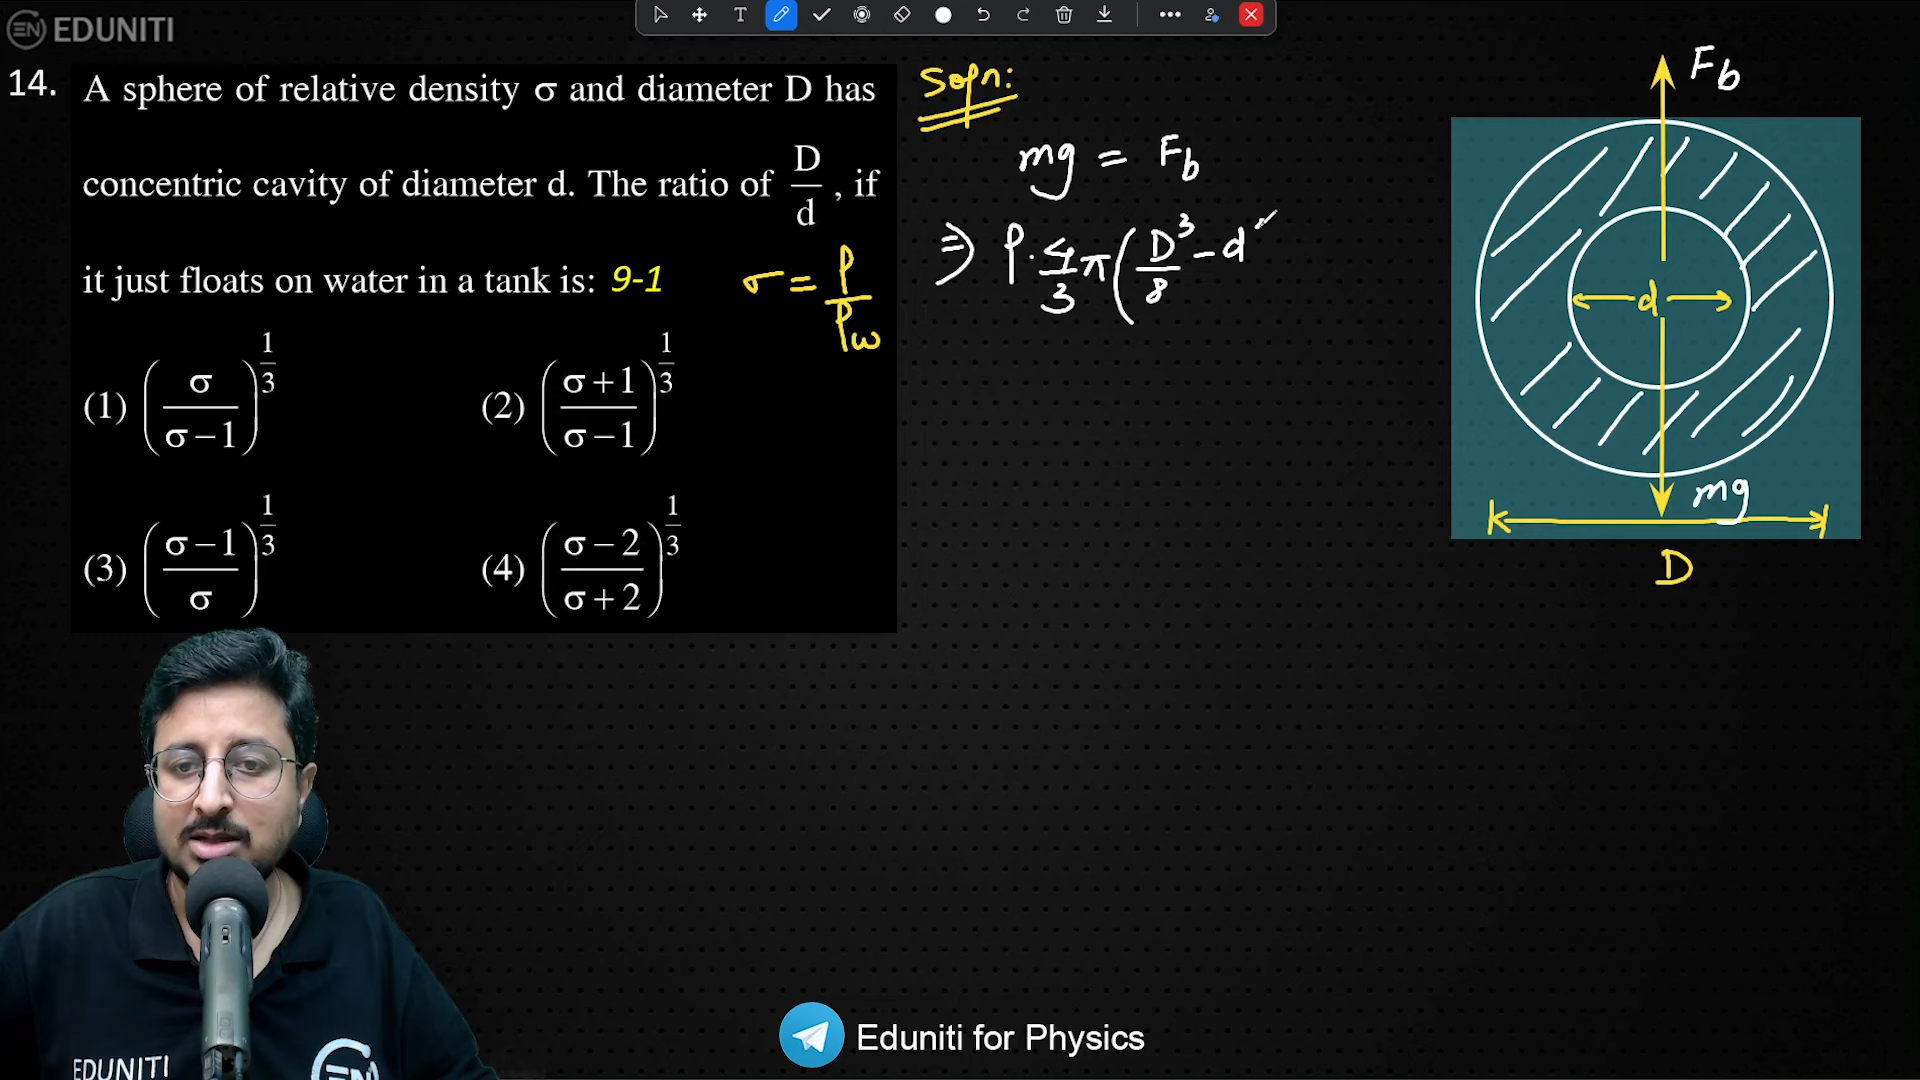 EDUNITI
14. A sphere of relative density σ and diameter D has
concentric cavity of diameter d. The ratio of D/d, if
it just floats on water in a tank is: 9-1
σ = ρ/ρw
(1) (σ/(σ−1))^(1/3)
(2) ((σ+1)/(σ−1))^(1/3)
(3) ((σ−1)/σ)^(1/3)
(4) ((σ−2)/(σ+2))^(1/3)
Solⁿ:
mg = Fb
⇒ ρ · 4/3 π (D³/8 − d
Fb
d
mg
D
EDUNITI
EN
Eduniti for Physics